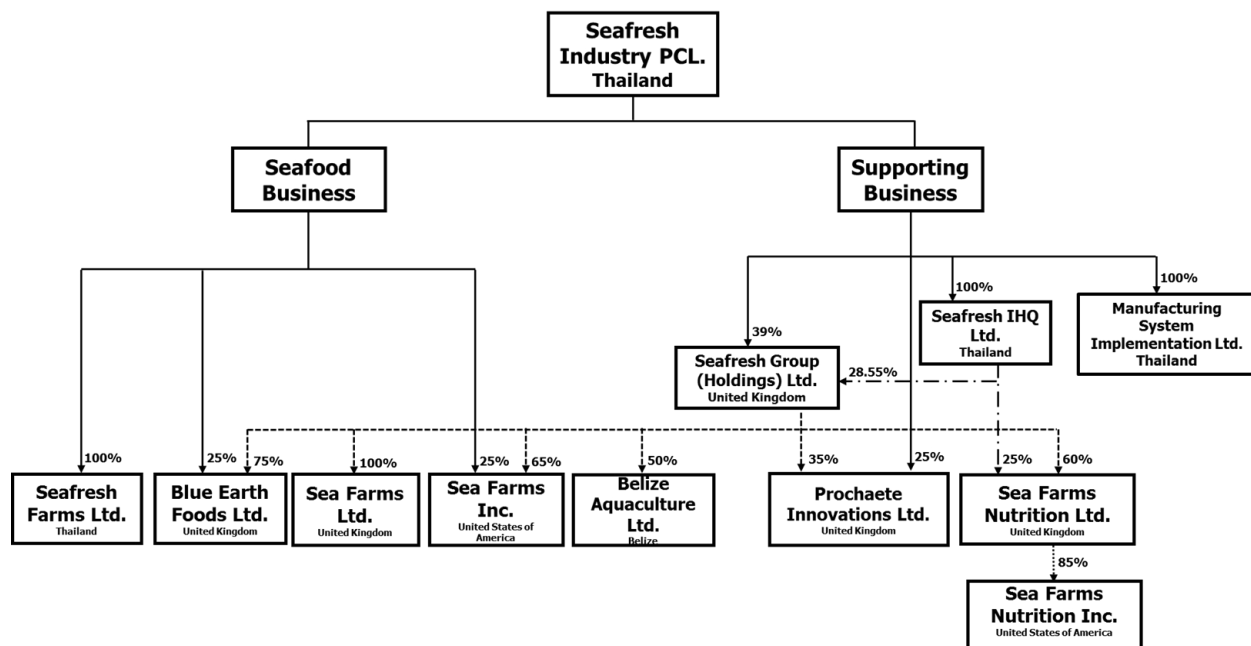 Seafresh
Industry PCL.
Thailand
Seafood
Business
Supporting
Business
100%
100%
39%
Seafresh IHQ
Ltd.
Thailand
Manufacturing
System
Implementation Ltd.
Thailand
Seafresh Group
(Holdings) Ltd.
United Kingdom
28.55%
100%
25%
75%
100%
25%
65%
50%
35%
25%
25%
60%
Seafresh
Farms Ltd.
Thailand
Blue Earth
Foods Ltd.
United Kingdom
Sea Farms
Ltd.
United Kingdom
Sea Farms
Inc.
United States of
America
Belize
Aquaculture
Ltd.
Belize
Prochaete
Innovations Ltd.
United Kingdom
Sea Farms
Nutrition Ltd.
United Kingdom
85%
Sea Farms
Nutrition Inc.
United States of America